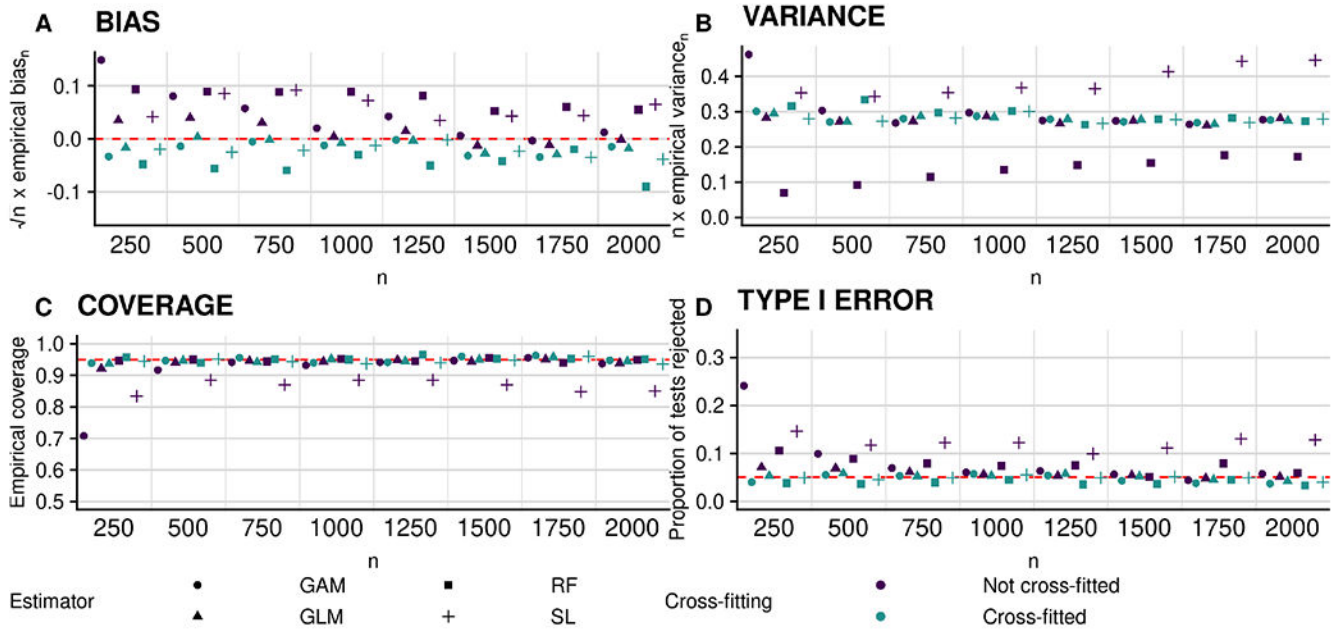 A BIAS
√n x empirical biasₙ
0.1
0.0
-0.1
250 500 750 1000 1250 1500 1750 2000
n
B VARIANCE
n x empirical varianceₙ
0.4
0.3
0.2
0.1
0.0
250 500 750 1000 1250 1500 1750 2000
n
C COVERAGE
Empirical coverage
1.0
0.9
0.8
0.7
0.6
0.5
250 500 750 1000 1250 1500 1750 2000
n
D TYPE I ERROR
Proportion of tests rejected
0.3
0.2
0.1
0.0
250 500 750 1000 1250 1500 1750 2000
n
Estimator
GAM RF
GLM SL
Cross-fitting
Not cross-fitted
Cross-fitted